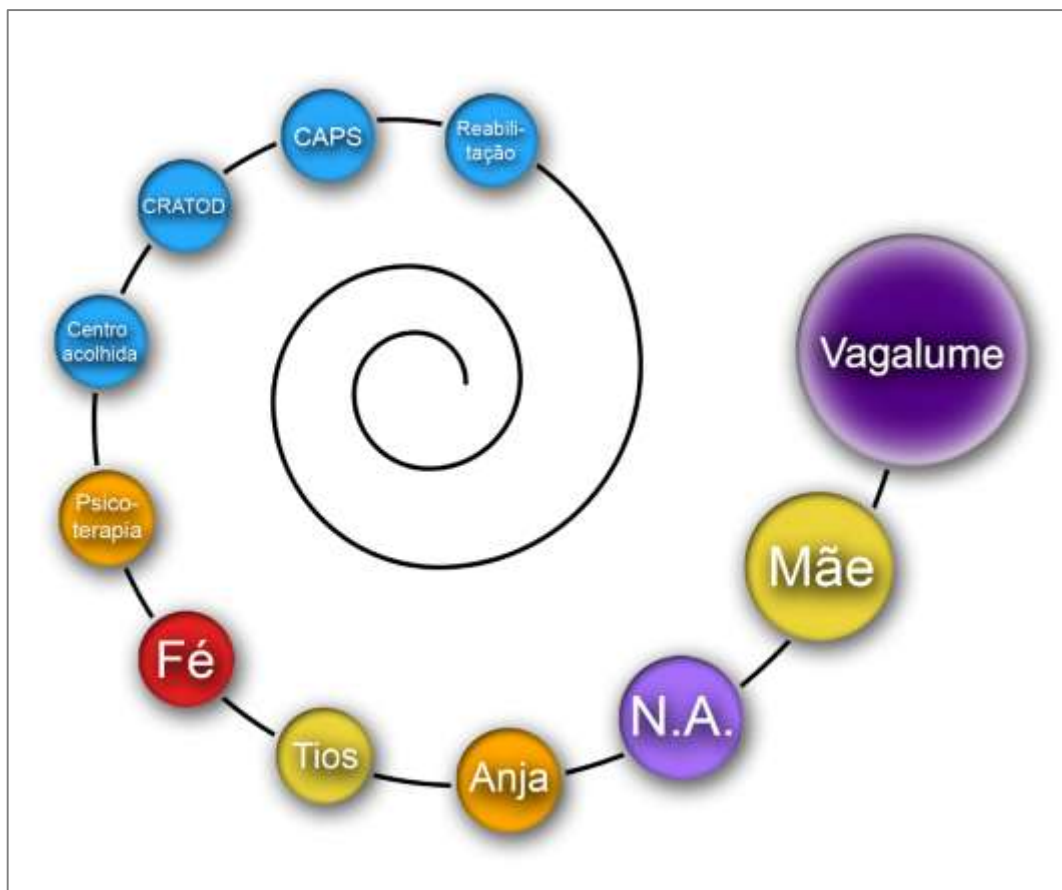 CAPS
Reabili-
tação
CRATOD
Centro
acolhida
Psico-
terapia
Fé
Tios
Anja
N.A.
Mãe
Vagalume